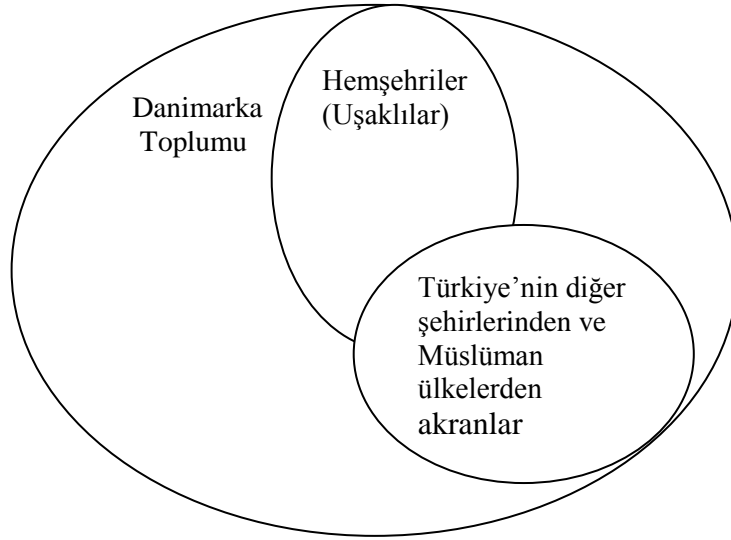 Danimarka
Toplumu
Hemşehriler
(Uşaklılar)
Türkiye’nin diğer
şehirlerinden ve
Müslüman
ülkelerden
akranlar